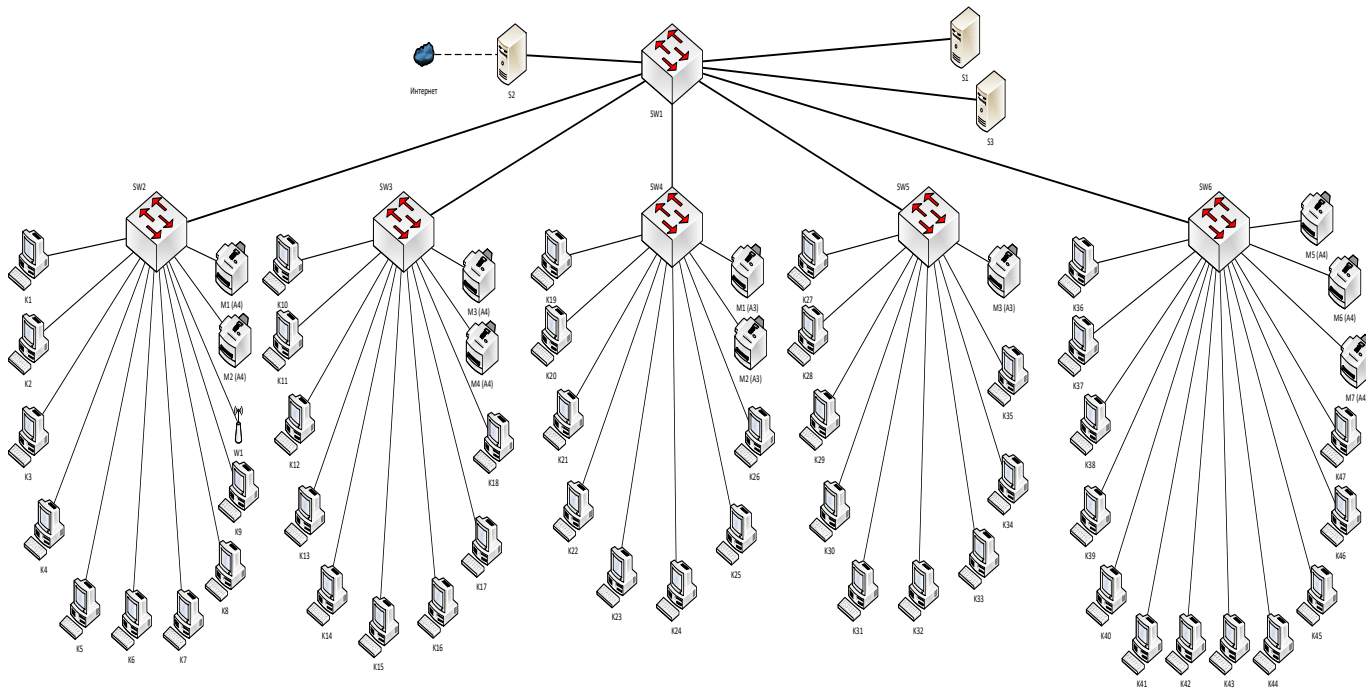 Интернет
S2
SW1
S1
S3
SW2
SW3
SW4
SW5
SW6
K1
K2
K3
K4
K5
K6
K7
K8
K9
W1
M1 (A4)
M2 (A4)
K10
K11
K12
K13
K14
K15
K16
K17
K18
M3 (A4)
M4 (A4)
K19
K20
K21
K22
K23
K24
K25
K26
M1 (A3)
M2 (A3)
K27
K28
K29
K30
K31
K32
K33
K34
K35
M3 (A3)
K36
K37
K38
K39
K40
K41
K42
K43
K44
K45
K46
K47
M5 (A4)
M6 (A4)
M7 (A4